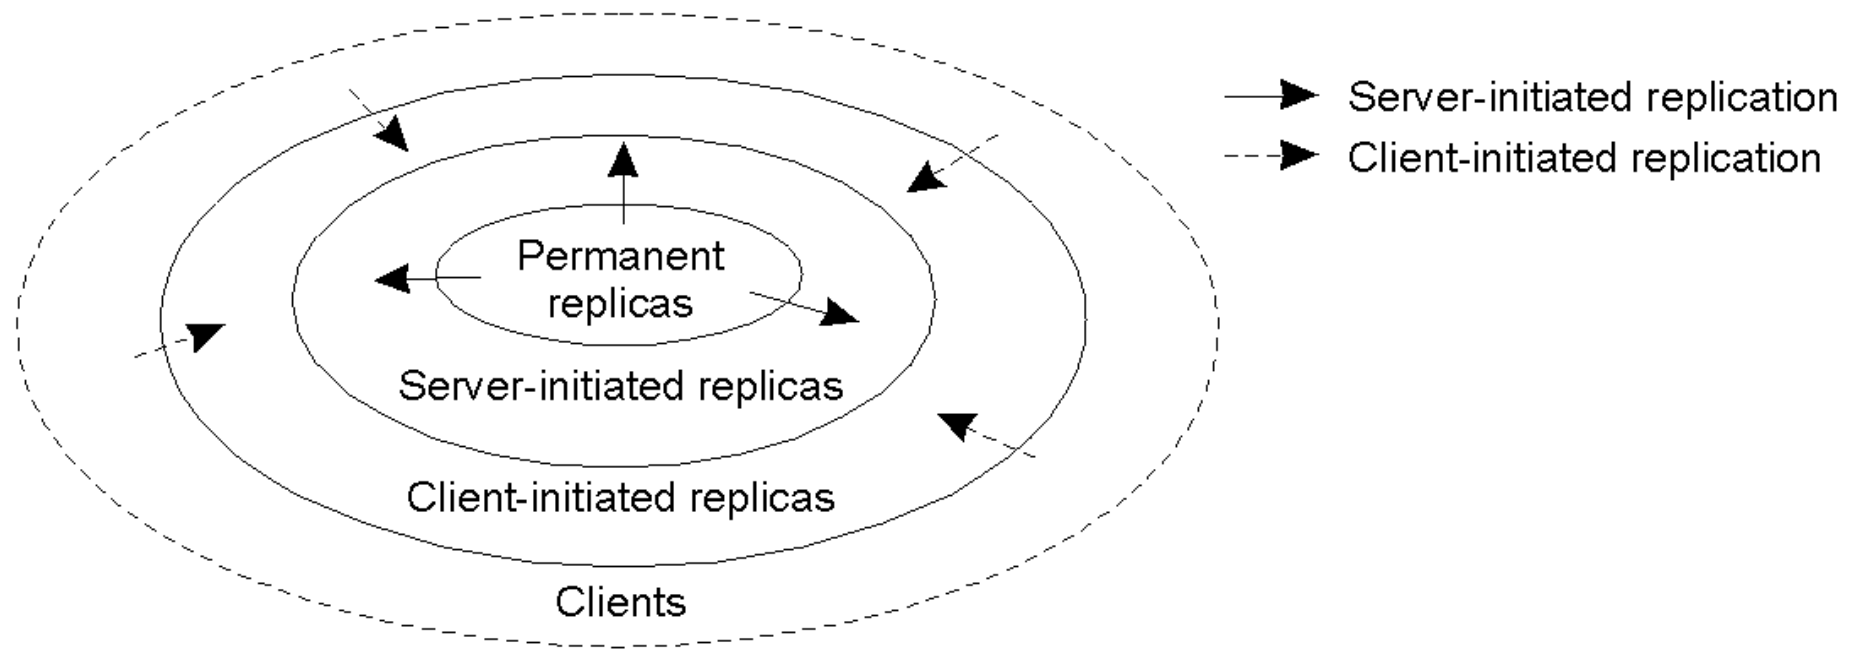 Server-initiated replication
Client-initiated replication
Permanent
replicas
Server-initiated replicas
Client-initiated replicas
Clients